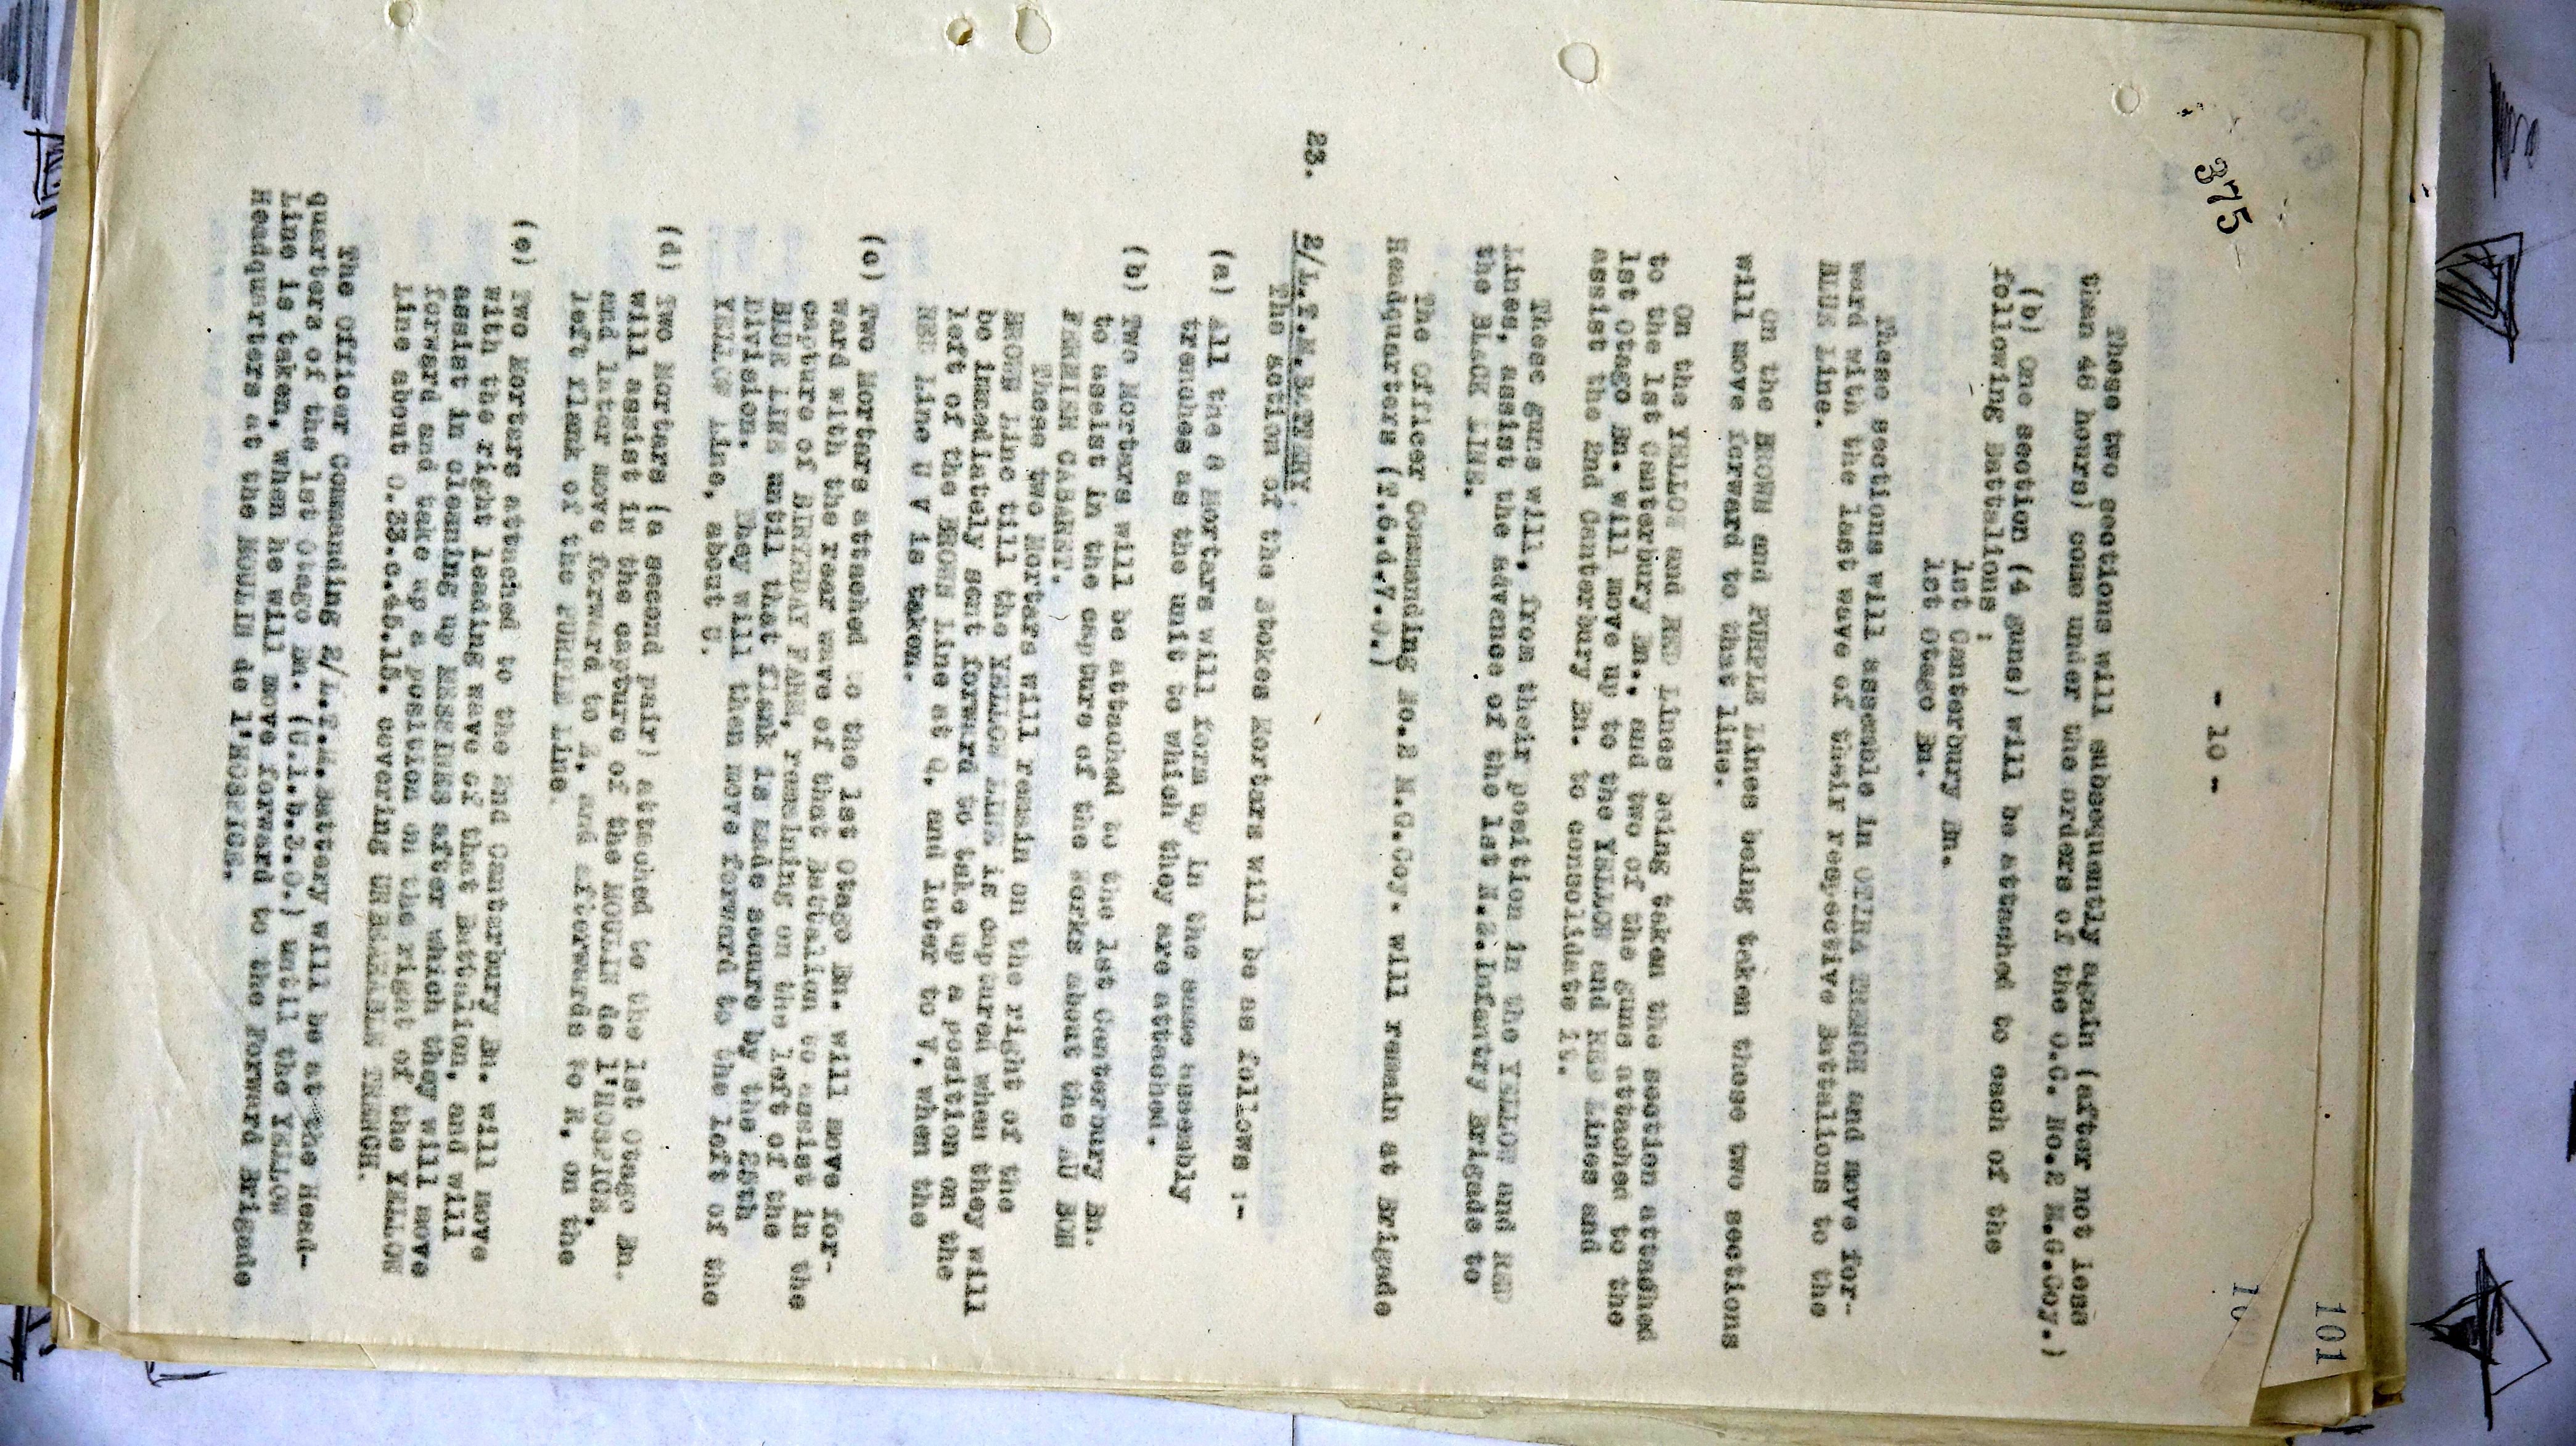 375
- 10 -
These two sections will subsequently again (after not less
than 48 hours) come under the orders of the O.C. No.2 M.G.Coy.)
(b) One section (4 guns) will be attached to each of the
following Battalions :
1st Canterbury Bn.
1st Otago Bn.
These sections will assemble in OTIRA TRENCH and move for-
ward with the last wave of their respective Battalions to the
BLUE Line.
On the BROWN and PURPLE Lines being taken these two sections
will move forward to that line.
On the YELLOW and RED Lines being taken the section attached
to the 1st Canterbury Bn., and two of the guns attached to the
1st Otago Bn. will move up to the YELLOW and RED Lines and
assist the 2nd Canterbury Bn. to consolidate it.
These guns will, from their position in the YELLOW and RED
Lines, assist the advance of the 1st N.Z.Infantry Brigade to
the BLACK LINE.
The Officer Commanding No.2 M.G.Coy. will remain at Brigade
Headquarters (T.6.d.7.0.)
23. 2/L.T.M.BATTERY.
The action of the Stokes Mortars will be as follows :-
(a) All the 8 Mortars will form up in the same assembly
trenches as the unit to which they are attached.
(b) Two Mortars will be attached to the 1st Canterbury Bn.
to assist in the capture of the works about the AU BON
FERMIER CABARET.
These two Mortars will remain on the right of the
BROWN Line till the YELLOW LINE is captured when they will
be immediately sent forward to take up a position on the
left of the BROWN Line at Q, and later to V, when the
RED Line U V is taken.
(c) Two Mortars attached to the 1st Otago Bn. will move for-
ward with the rear wave of that Battalion to assist in the
capture of BIRTHDAY FARM, remaining on the left of the
BLUE LINE until that flank is made secure by the 25th
Division. They will then move forward to the left of the
YELLOW Line, about U.
(d) Two Mortars (a second pair) attached to the 1st Otago Bn.
will assist in the capture of the MOULIN de l'HOSPICE,
and later move forward to and afterwards to R, on the
left flank of the PURPLE Line.
(e) Two Mortars attached to the 2nd Canterbury Bn. will move
with the right leading wave of that Battalion, and will
assist in cleaning up MESSINES after which they will move
forward and take up a position on the right of the YELLOW
Line about O.33.c.45.15. covering UNBEARABLE TRENCH.
The Officer Commanding 2/L.T.M.Battery will be at the Head-
quarters of the 1st Otago Bn. until the YELLOW
Line is taken, when he will move forward to the Forward Brigade
Headquarters at the MOULIN de l'HOSPICE.
101